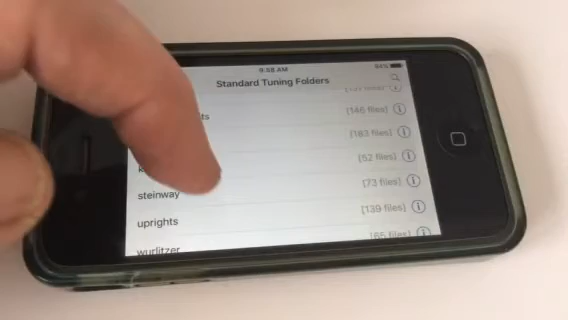 9:48 AM 84%
Standard Tuning Folders
[146 files]
[183 files]
[52 files]
steinway [73 files]
uprights [139 files]
wurlitzer [65 files]